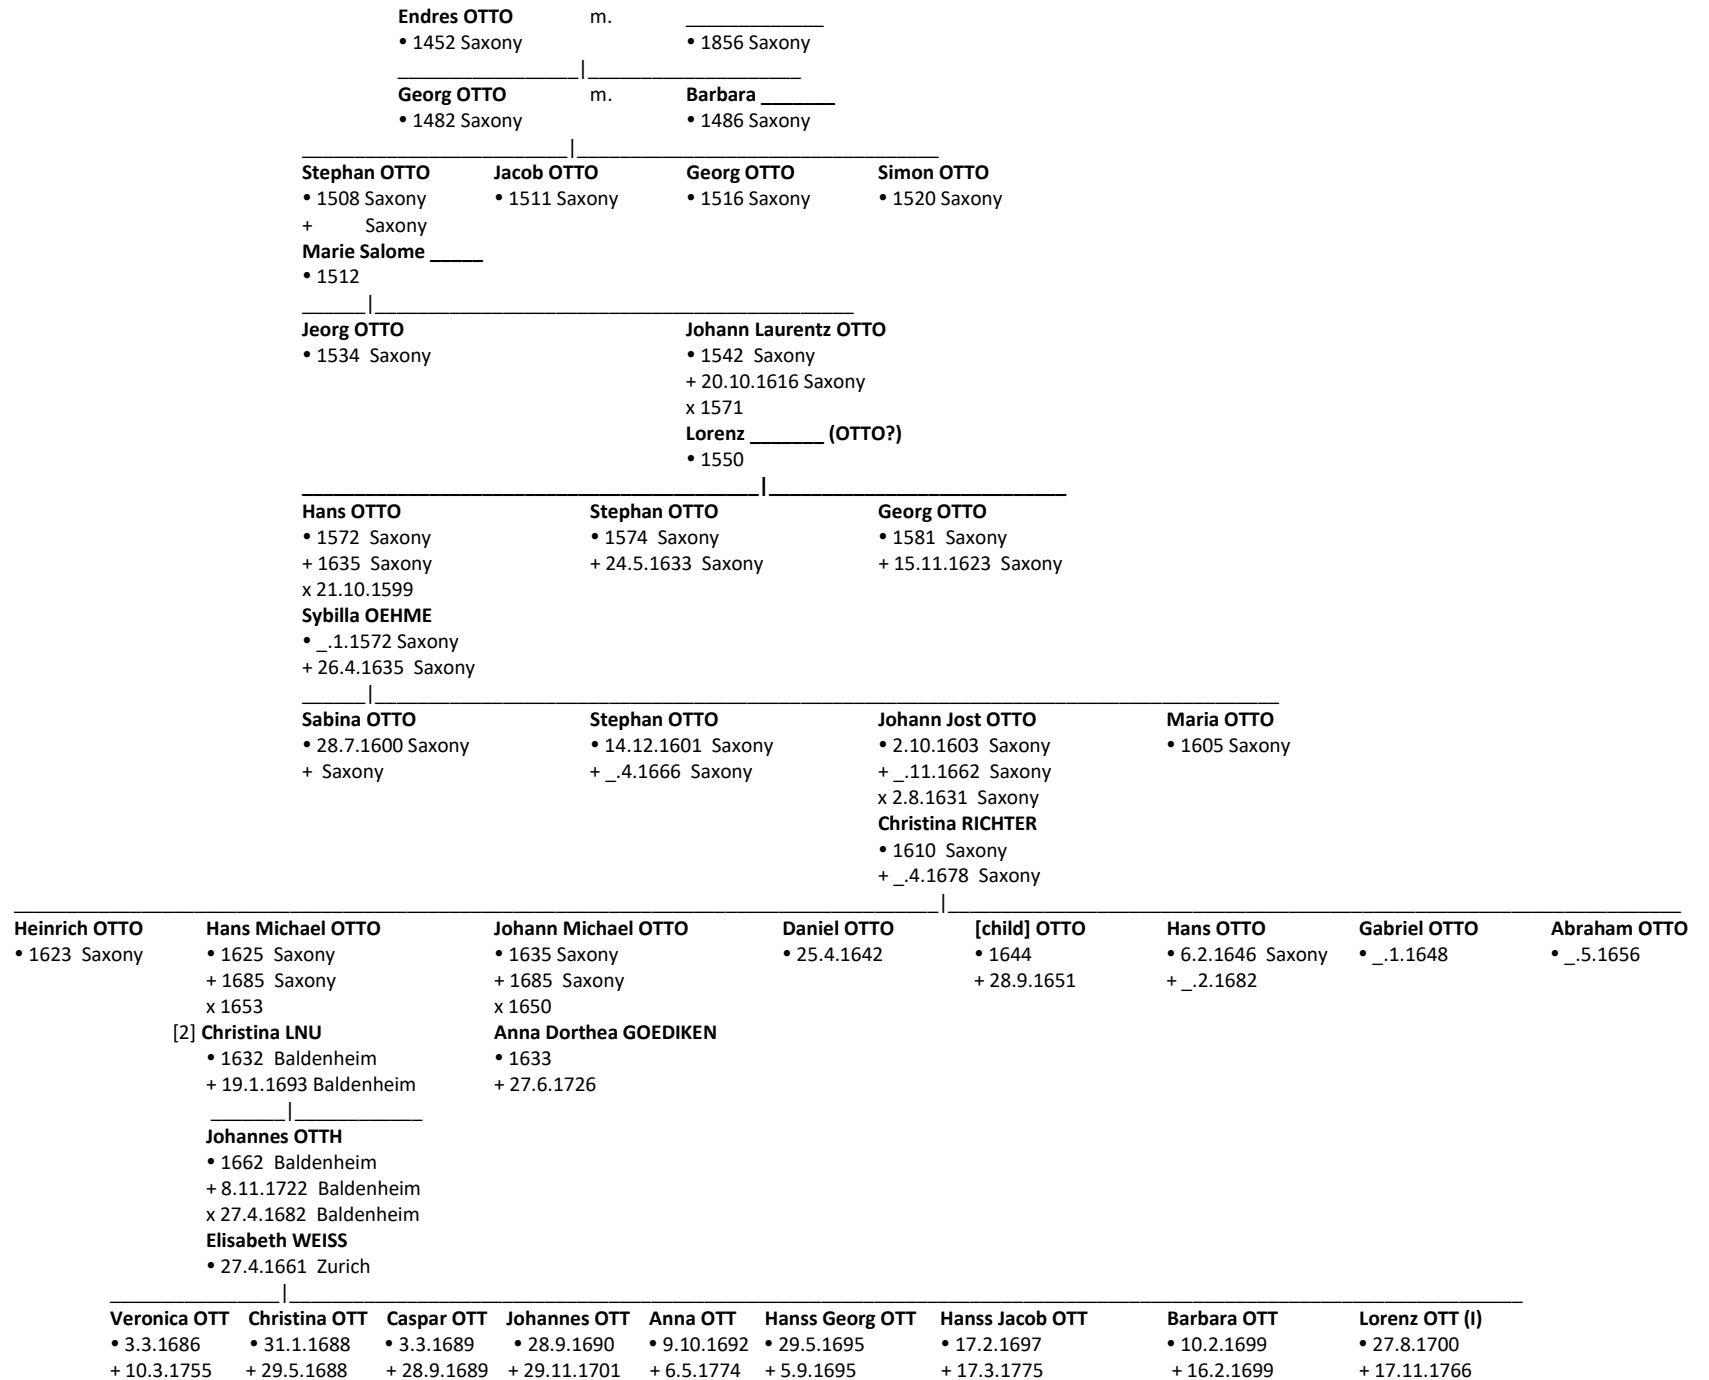 Endres OTTO m. _____________
• 1452 Saxony • 1856 Saxony
Georg OTTO m. Barbara _______
• 1482 Saxony • 1486 Saxony
Stephan OTTO Jacob OTTO Georg OTTO Simon OTTO
• 1508 Saxony • 1511 Saxony • 1516 Saxony • 1520 Saxony
+ Saxony
Marie Salome _____
• 1512
Jeorg OTTO Johann Laurentz OTTO
• 1534 Saxony • 1542 Saxony
+ 20.10.1616 Saxony
x 1571
Lorenz _______ (OTTO?)
• 1550
Hans OTTO Stephan OTTO Georg OTTO
• 1572 Saxony • 1574 Saxony • 1581 Saxony
+ 1635 Saxony + 24.5.1633 Saxony + 15.11.1623 Saxony
x 21.10.1599
Sybilla OEHME
• _.1.1572 Saxony
+ 26.4.1635 Saxony
Sabina OTTO Stephan OTTO Johann Jost OTTO Maria OTTO
• 28.7.1600 Saxony • 14.12.1601 Saxony • 2.10.1603 Saxony • 1605 Saxony
+ Saxony + _.4.1666 Saxony + _.11.1662 Saxony
x 2.8.1631 Saxony
Christina RICHTER
• 1610 Saxony
+ _.4.1678 Saxony
Heinrich OTTO Hans Michael OTTO Johann Michael OTTO Daniel OTTO [child] OTTO Hans OTTO Gabriel OTTO Abraham OTTO
• 1623 Saxony • 1625 Saxony • 1635 Saxony • 25.4.1642 • 1644 • 6.2.1646 Saxony • _.1.1648 • _.5.1656
+ 1685 Saxony + 1685 Saxony + 28.9.1651 + _.2.1682
x 1653 x 1650
[2] Christina LNU Anna Dorthea GOEDIKEN
• 1632 Baldenheim • 1633
+ 19.1.1693 Baldenheim + 27.6.1726
Johannes OTTH
• 1662 Baldenheim
+ 8.11.1722 Baldenheim
x 27.4.1682 Baldenheim
Elisabeth WEISS
• 27.4.1661 Zurich
Veronica OTT Christina OTT Caspar OTT Johannes OTT Anna OTT Hanss Georg OTT Hanss Jacob OTT Barbara OTT Lorenz OTT (I)
• 3.3.1686 • 31.1.1688 • 3.3.1689 • 28.9.1690 • 9.10.1692 • 29.5.1695 • 17.2.1697 • 10.2.1699 • 27.8.1700
+ 10.3.1755 + 29.5.1688 + 28.9.1689 + 29.11.1701 + 6.5.1774 + 5.9.1695 + 17.3.1775 + 16.2.1699 + 17.11.1766